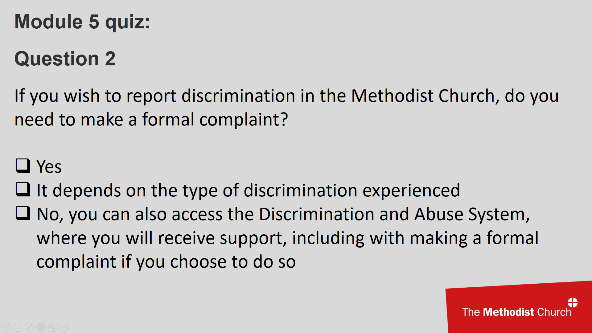 Module 5 quiz:
Question 2
If you wish to report discrimination in the Methodist Church, do you
need to make a formal complaint?
Yes
It depends on the type of discrimination experienced
No, you can also access the Discrimination and Abuse System,
where you will receive support, including with making a formal
complaint if you choose to do so
The Methodist Church